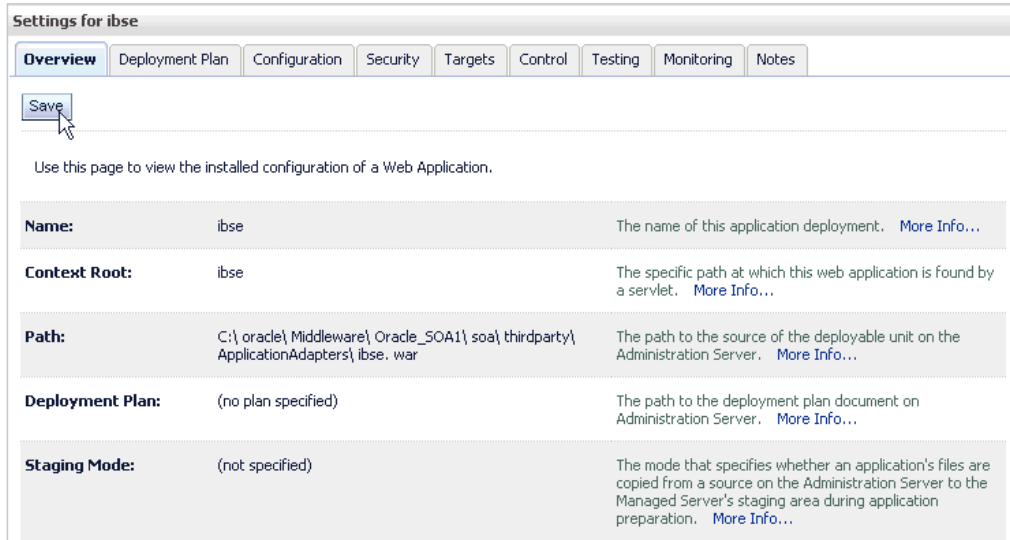 Settings for ibse
Overview Deployment Plan Configuration Security Targets Control Testing Monitoring Notes
Save
Use this page to view the installed configuration of a Web Application.
Name: ibse The name of this application deployment. More Info...
Context Root: ibse The specific path at which this web application is found by
a servlet. More Info...
Path: C:\ oracle\ Middleware\ Oracle_SOA1\ soa\ thirdparty\ The path to the source of the deployable unit on the
ApplicationAdapters\ ibse. war Administration Server. More Info...
Deployment Plan: (no plan specified) The path to the deployment plan document on
Administration Server. More Info...
Staging Mode: (not specified) The mode that specifies whether an application's files are
copied from a source on the Administration Server to the
Managed Server's staging area during application
preparation. More Info...